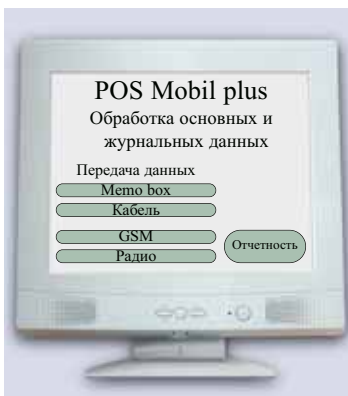 POS Mobil plus
Обработка основных и
журнальных данных
Передача данных
Memo box
Кабель
GSM
Отчетность
Радио